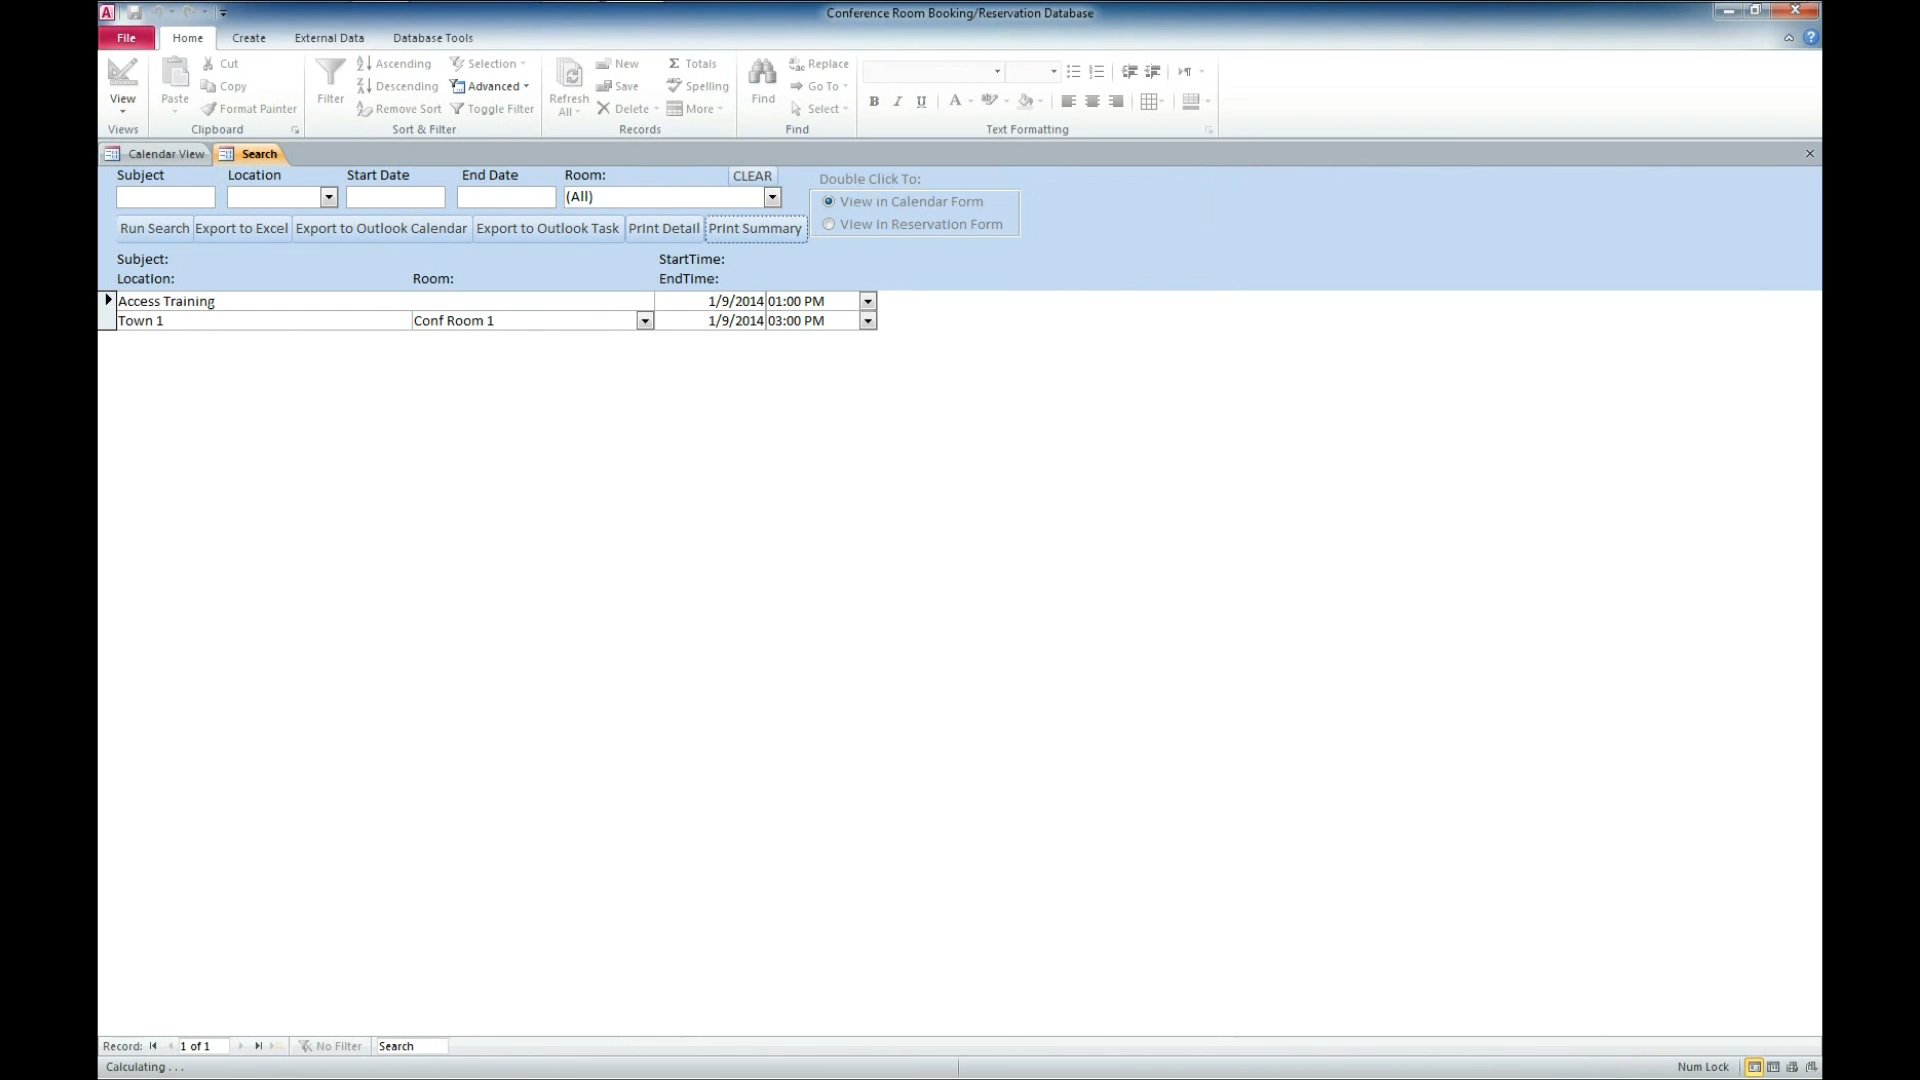 Conference Room Booking/Reservation Database
File Home Create External Data Database Tools
View
Views
Paste
Cut
Copy
Format Painter
Clipboard
Filter
Ascending
Descending
Remove Sort
Selection
Advanced
Toggle Filter
Sort & Filter
Refresh All
New
Save
Delete
Totals
Spelling
More
Records
Find
Replace
Go To
Select
Find
B I U A
Text Formatting
Calendar View Search
Subject Location Start Date End Date Room: CLEAR
(All)
Double Click To:
View in Calendar Form
View in Reservation Form
Run Search Export to Excel Export to Outlook Calendar Export to Outlook Task Print Detail Print Summary
Subject: StartTime:
Location: Room: EndTIme:
Access Training 1/9/2014 01:00 PM
Town 1 Conf Room 1 1/9/2014 03:00 PM
Record: 1 of 1 No Filter Search
Calculating . . . Num Lock